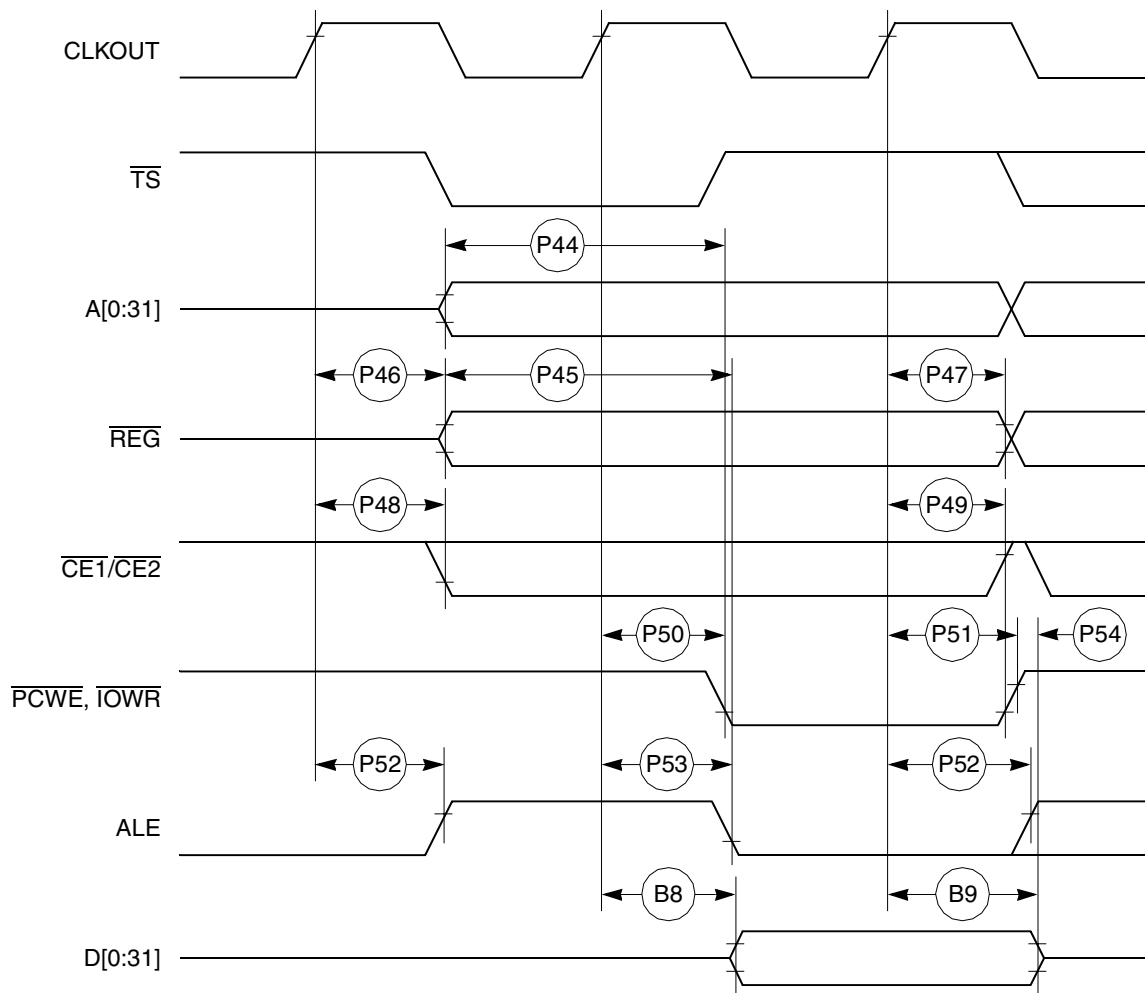 CLKOUT
TS
P44
A[0:31]
P46 P45 P47
REG
P48 P49
CE1/CE2
P50 P51 P54
PCWE, IOWR
P52 P53 P52
ALE
B8 B9
D[0:31]